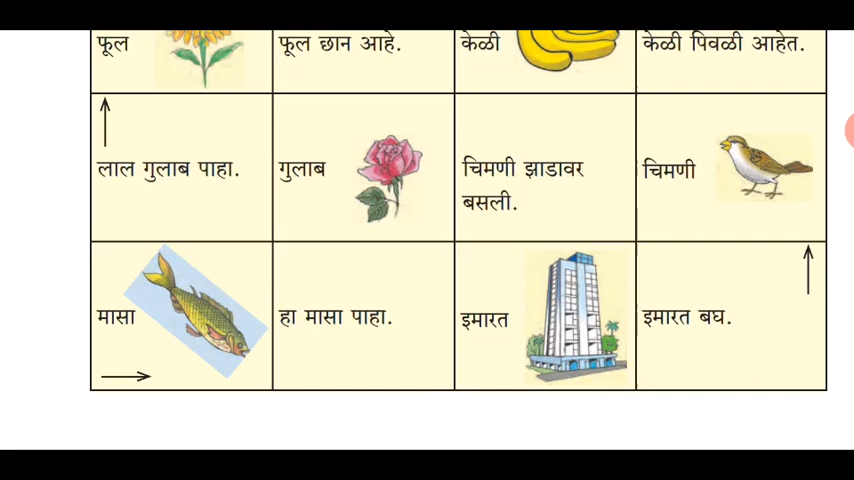 फूल
फूल छान आहे.
केळी
केळी पिवळी आहेत.
लाल गुलाब पाहा.
गुलाब
चिमणी झाडावर
बसली.
चिमणी
मासा
हा मासा पाहा.
इमारत
इमारत बघ.